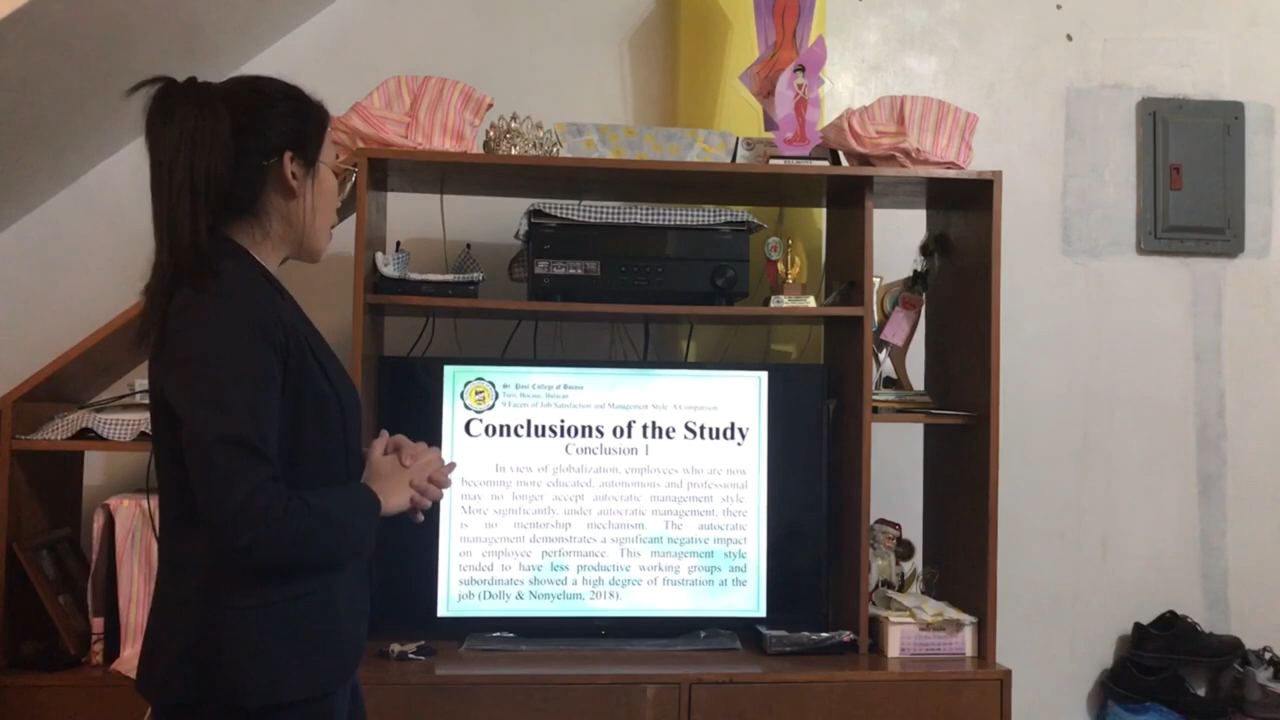 St. Paul College of Bocaue
Turo, Bocaue, Bulacan
9 Facets of Job Satisfaction and Management Style: A Comparison
Conclusions of the Study
Conclusion 1
In view of globalization, employees who are now
becoming more educated, autonomous and professional
may no longer accept autocratic management style.
More significantly, under autocratic management, there
is no mentorship mechanism. The autocratic
management demonstrates a significant negative impact
on employee performance. This management style
tended to have less productive working groups and
subordinates showed a high degree of frustration at the
job (Dolly & Nonyelum, 2018).